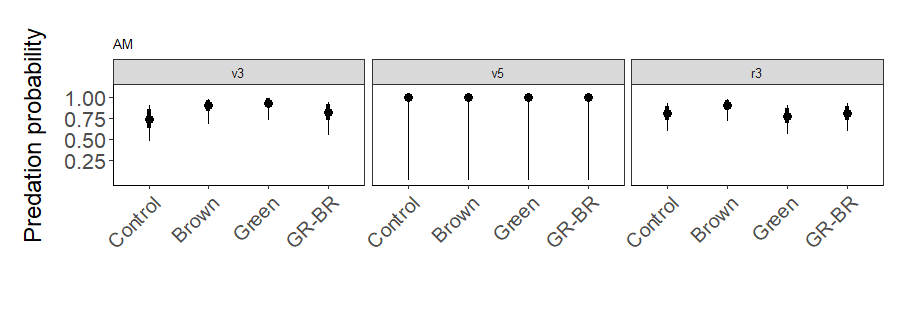 Predation probability
AM
v3
v5
r3
1.00
0.75
0.50
0.25
Control
Brown
Green
GR-BR
Control
Brown
Green
GR-BR
Control
Brown
Green
GR-BR